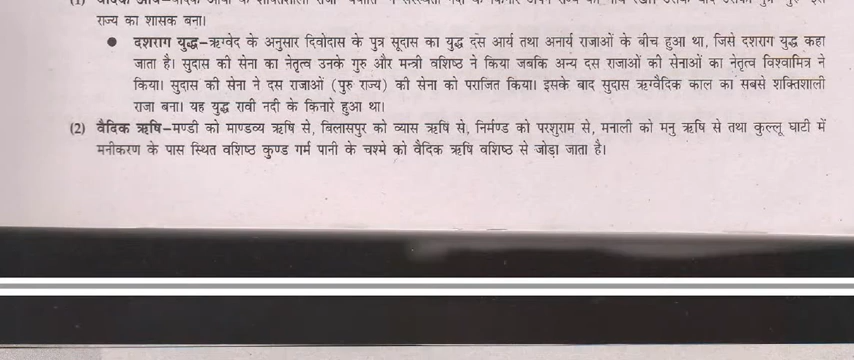 राज्य का शासक बना।
● दशराग युद्ध–ऋग्वेद के अनुसार दिवोदास के पुत्र सूदास का युद्ध दस आर्य तथा अनार्य राजाओं के बीच हुआ था, जिसे दशराग युद्ध कहा
जाता है। सुदास की सेना का नेतृत्व उनके गुरु और मन्त्री वशिष्ठ ने किया जबकि अन्य दस राजाओं की सेनाओं का नेतृत्व विश्वामित्र ने
किया। सुदास की सेना ने दस राजाओं (पुरु राज्य) की सेना को पराजित किया। इसके बाद सुदास ऋग्वैदिक काल का सबसे शक्तिशाली
राजा बना। यह युद्ध रावी नदी के किनारे हुआ था।
(2) वैदिक ऋषि–मण्डी को माण्डव्य ऋषि से, बिलासपुर को व्यास ऋषि से, निर्मण्ड को परशुराम से, मनाली को मनु ऋषि से तथा कुल्लू घाटी में
मनीकरण के पास स्थित वशिष्ठ कुण्ड गर्म पानी के चश्मे को वैदिक ऋषि वशिष्ठ से जोड़ा जाता है।